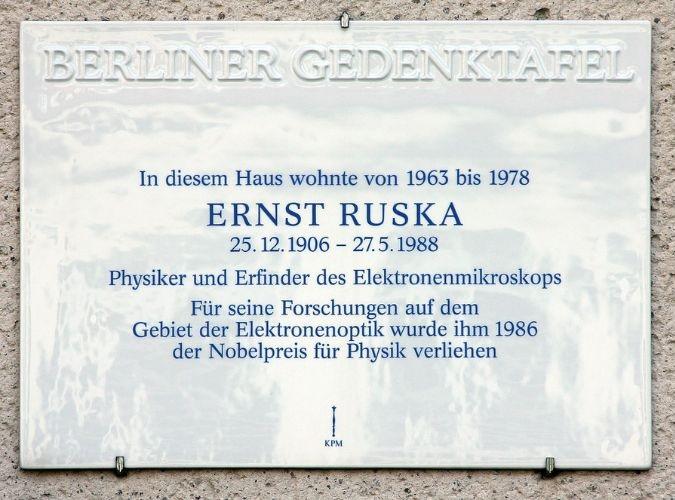 BERLINER GEDENKTAFEL
In diesem Haus wohnte von 1963 bis 1978
ERNST RUSKA
25.12.1906 – 27.5.1988
Physiker und Erfinder des Elektronenmikroskops
Für seine Forschungen auf dem
Gebiet der Elektronenoptik wurde ihm 1986
der Nobelpreis für Physik verliehen
KPM